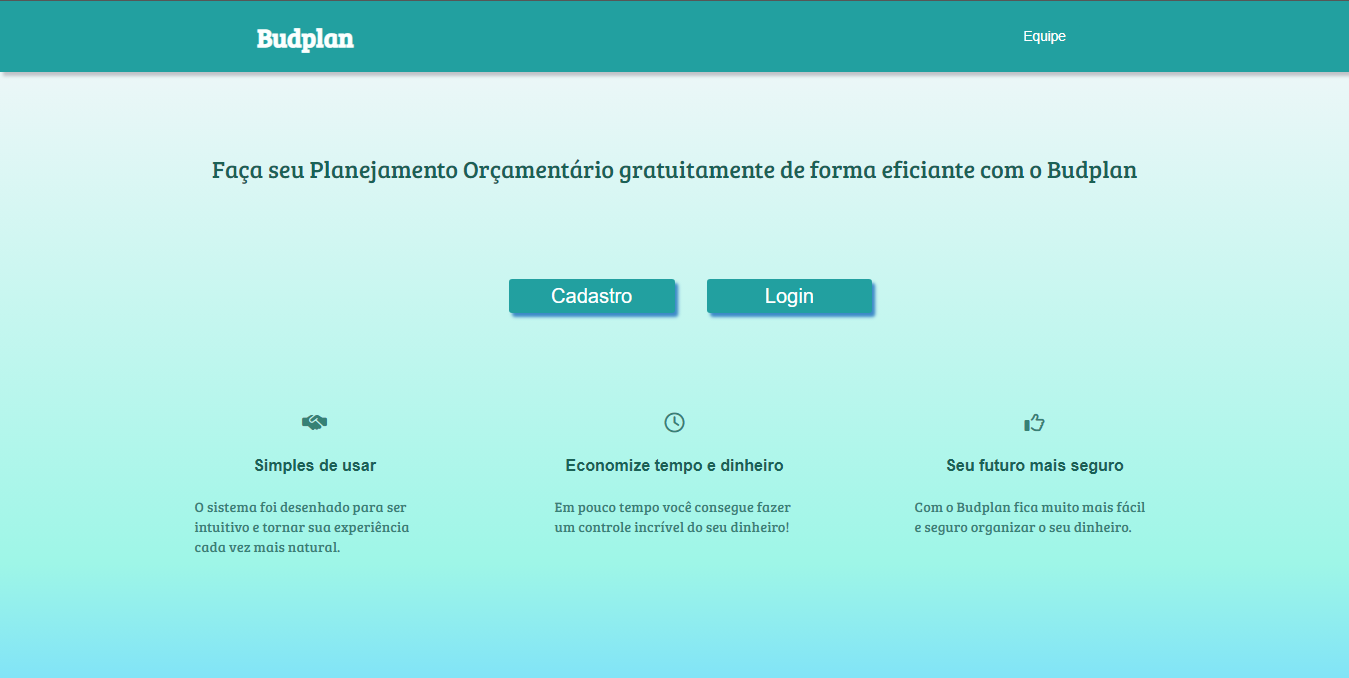 Budplan
Equipe
Faça seu Planejamento Orçamentário gratuitamente de forma eficiante com o Budplan
Cadastro
Login
Simples de usar
O sistema foi desenhado para ser
intuitivo e tornar sua experiência
cada vez mais natural.
Economize tempo e dinheiro
Em pouco tempo você consegue fazer
um controle incrível do seu dinheiro!
Seu futuro mais seguro
Com o Budplan fica muito mais fácil
e seguro organizar o seu dinheiro.